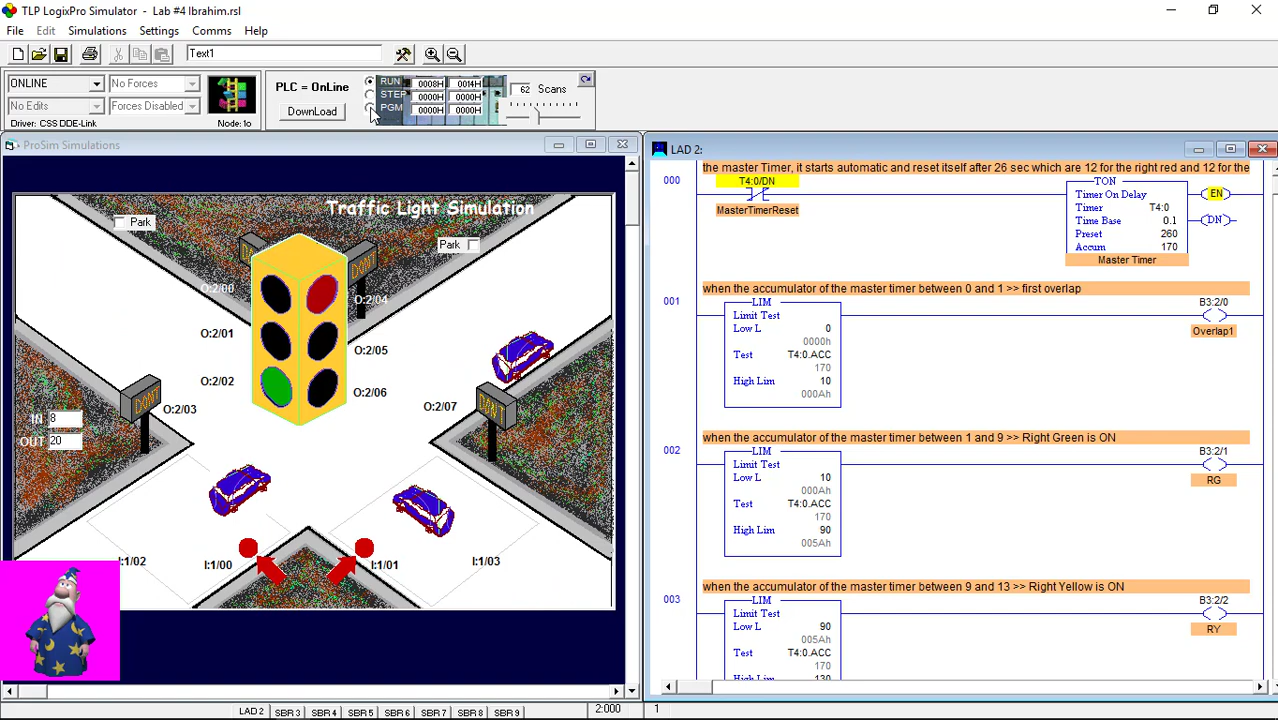 TLP LogixPro Simulator - Lab #4 Ibrahim.rsl
File Edit Simulations Settings Comms Help
Text1
ONLINE No Forces
No Edits Forces Disabled
Driver: CSS DDE-Link Node: 1o
PLC = OnLine
DownLoad
RUN 0008H 0014H
STEP 0000H 0000H
PGM 0000H 0000H
62 Scans
ProSim Simulations
Traffic Light Simulation
Park
Park
DONT
DONT
O:2/00
O:2/04
O:2/01
O:2/05
O:2/02
O:2/06
DONT
O:2/03
O:2/07
DONT
IN 8
OUT 20
I:1/02
I:1/00
I:1/01
I:1/03
LAD 2:
the master Timer, it starts automatic and reset itself after 26 sec which are 12 for the right red and 12 for the
000
T4:0/DN
MasterTimerReset
TON
Timer On Delay
Timer T4:0
Time Base 0.1
Preset 260
Accum 170
EN
DN
Master Timer
when the accumulator of the master timer between 0 and 1 >> first overlap
001
LIM
Limit Test
Low L 0
0000h
Test T4:0.ACC
170
High Lim 10
000Ah
B3:2/0
Overlap1
when the accumulator of the master timer between 1 and 9 >> Right Green is ON
002
LIM
Limit Test
Low L 10
000Ah
Test T4:0.ACC
170
High Lim 90
005Ah
B3:2/1
RG
when the accumulator of the master timer between 9 and 13 >> Right Yellow is ON
003
LIM
Limit Test
Low L 90
005Ah
Test T4:0.ACC
170
High Lim 130
B3:2/2
RY
LAD 2 SBR 3 SBR 4 SBR 5 SBR 6 SBR 7 SBR 8 SBR 9 2:000 1